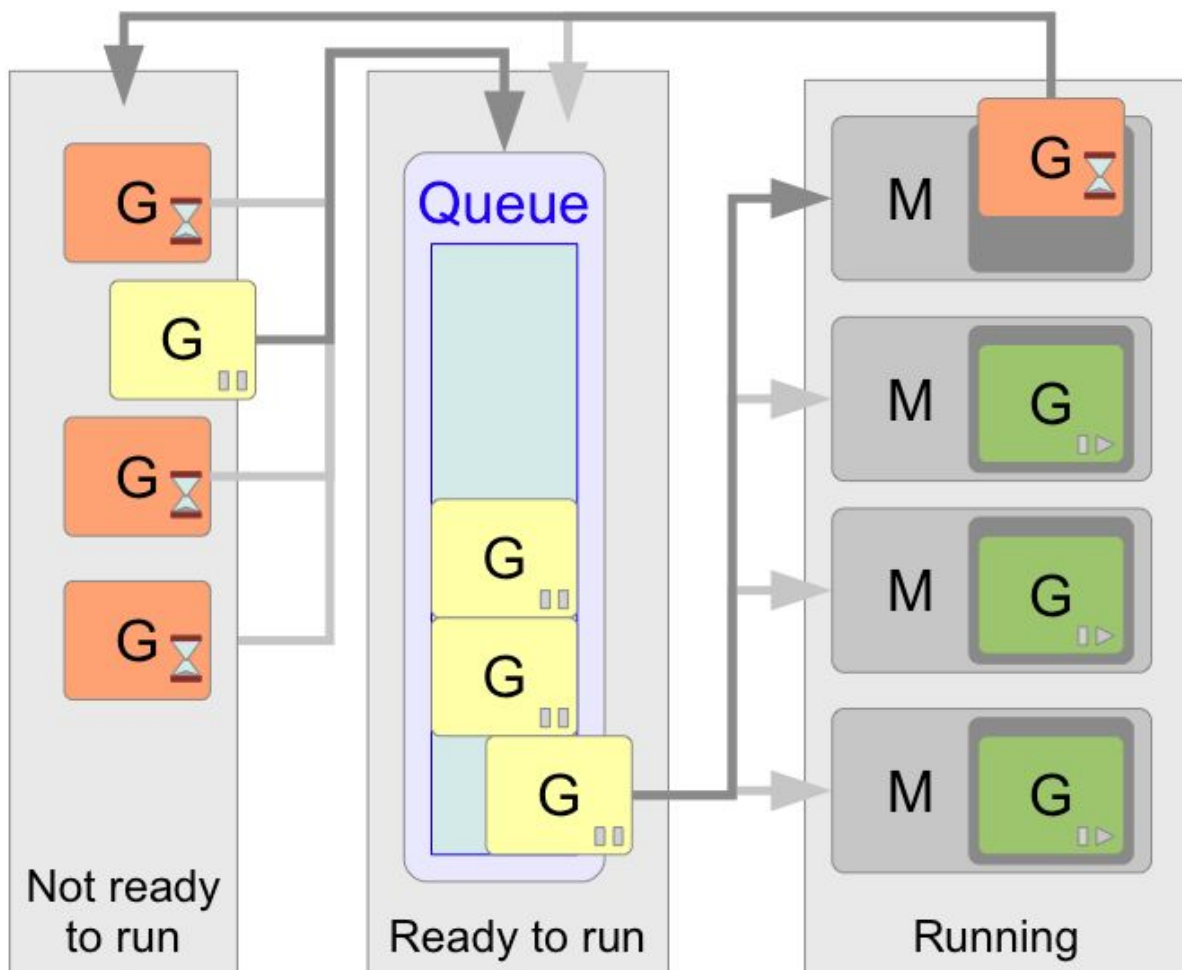 G
G
G
G
Not ready
to run
Queue
G
G
G
Ready to run
M G
M G
M G
M G
Running